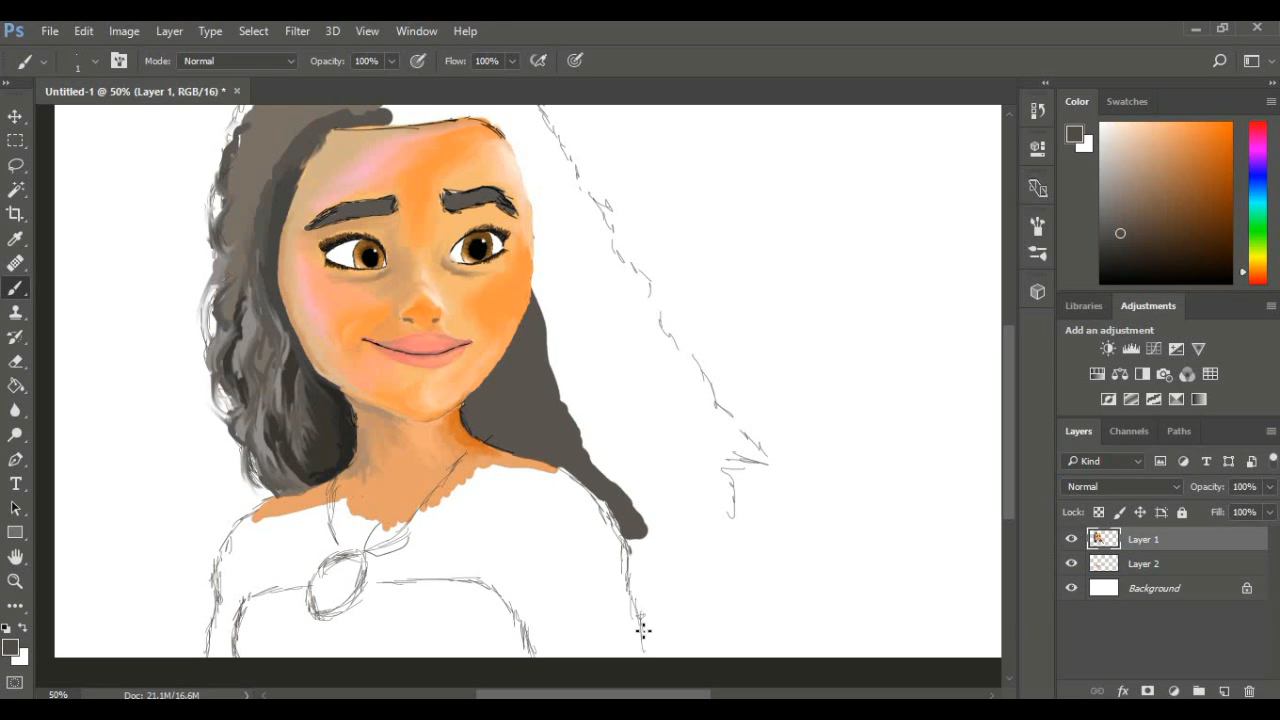 Ps File Edit Image Layer Type Select Filter 3D View Window Help
1 Mode: Normal Opacity: 100% Flow: 100%
Untitled-1 @ 50% (Layer 1, RGB/16) * ×
Color Swatches
Libraries Adjustments
Add an adjustment
Layers Channels Paths
Kind
Normal Opacity: 100%
Lock: Fill: 100%
Layer 1
Layer 2
Background
50% Doc: 21.1M/16.6M
fx